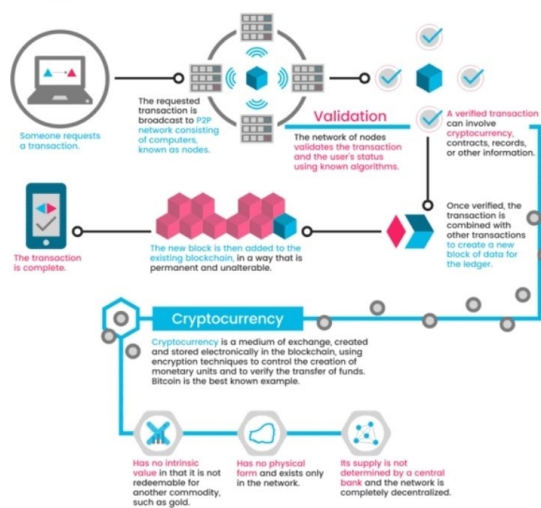 Someone requests
a transaction.
The requested
transaction is
broadcast to P2P
network consisting
of computers,
known as nodes.
Validation
The network of nodes
validates the transaction
and the user's status
using known algorithms.
A verified transaction
can involve
cryptocurrency,
contracts, records,
or other information.
Once verified, the
transaction is
combined with
other transactions
to create a new
block of data for
the ledger.
The new block is then added to the
existing blockchain, in a way that is
permanent and unalterable.
The transaction
is complete.
Cryptocurrency
Cryptocurrency is a medium of exchange, created
and stored electronically in the blockchain, using
encryption techniques to control the creation of
monetary units and to verify the transfer of funds.
Bitcoin is the best known example.
Has no intrinsic
value in that it is not
redeemable for
another commodity,
such as gold.
Has no physical
form and exists only
in the network.
Its supply is not
determined by a central
bank and the network is
completely decentralized.